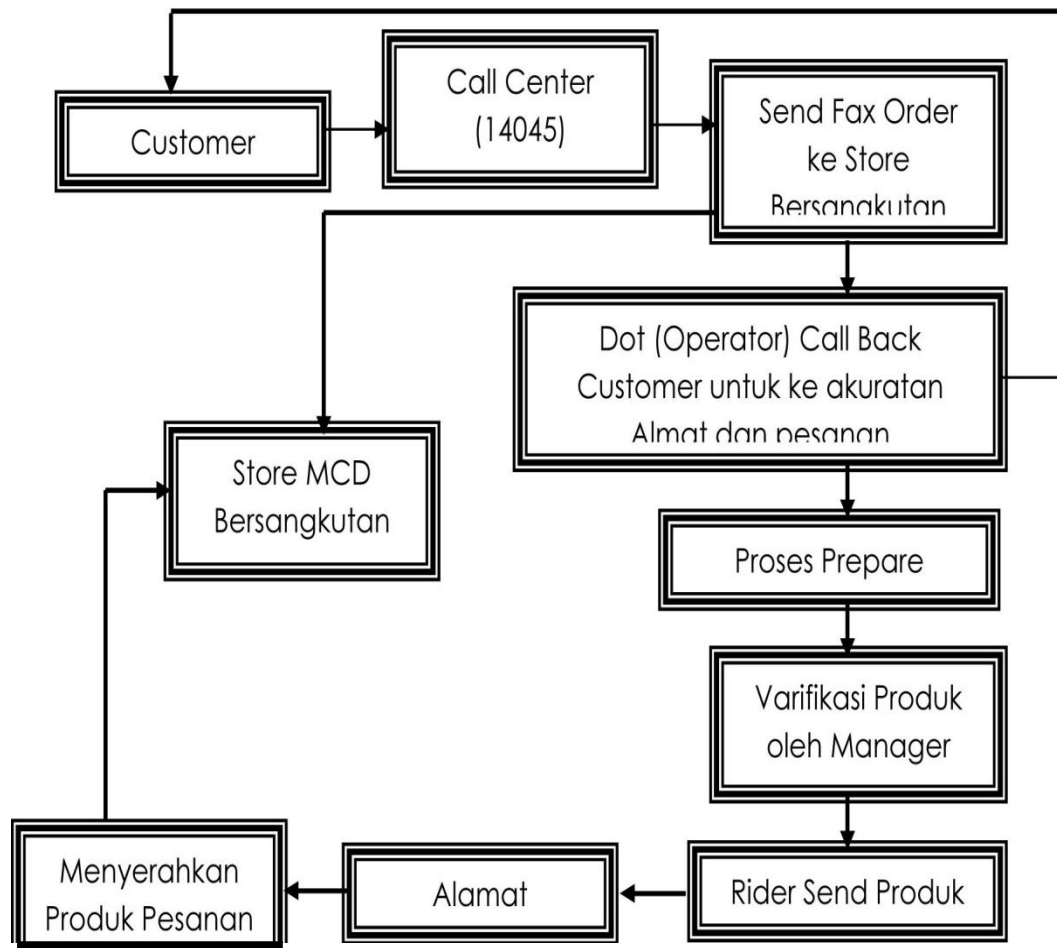 Customer
Call Center
(14045)
Send Fax Order
ke Store
Bersangkutan
Dot (Operator) Call Back
Customer untuk ke akuratan
Almat dan pesanan
Store MCD
Bersangkutan
Proses Prepare
Varifikasi Produk
oleh Manager
Rider Send Produk
Alamat
Menyerahkan
Produk Pesanan